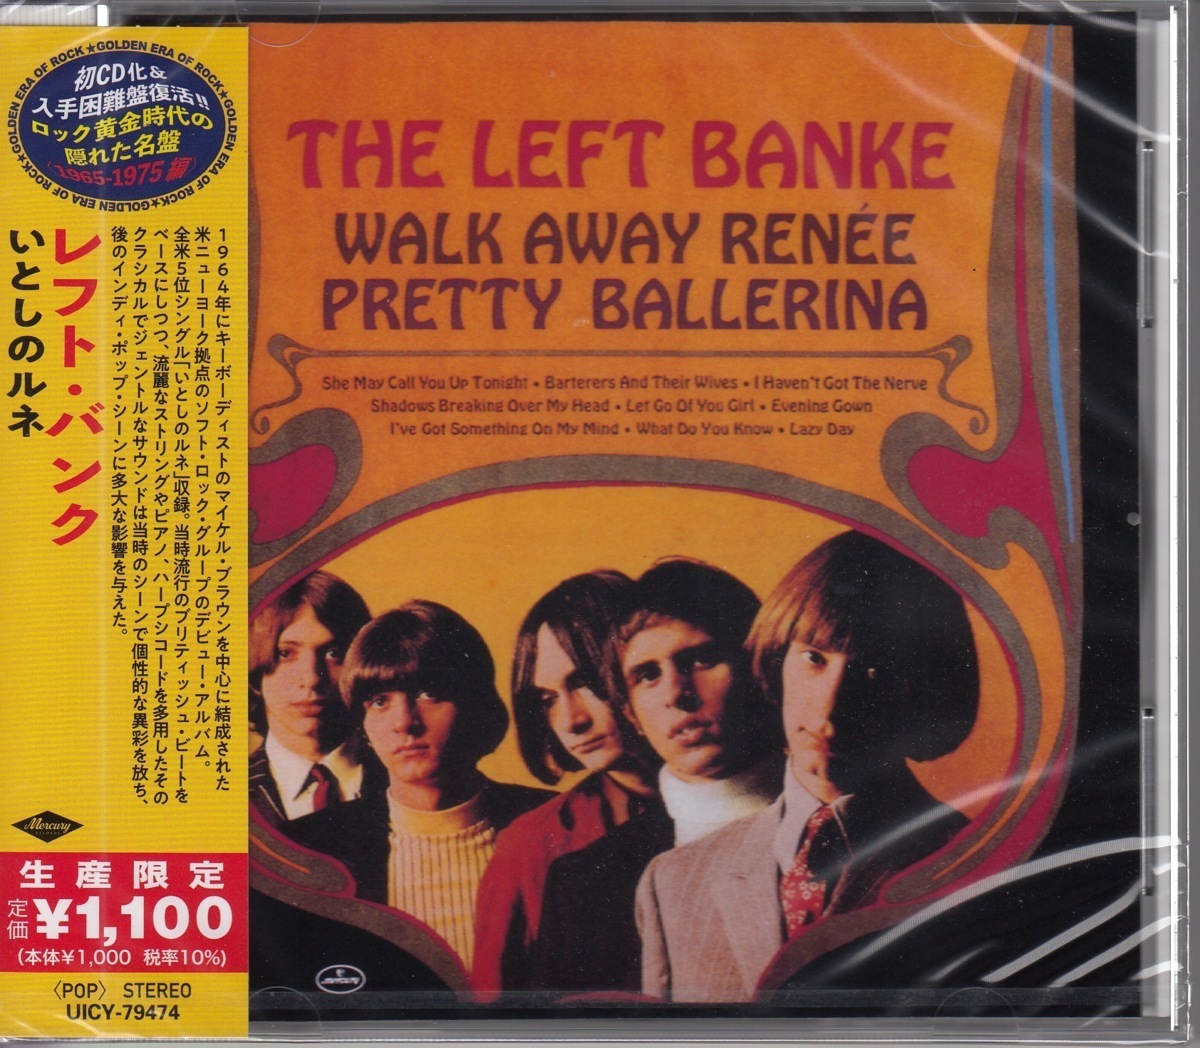 ★GOLDEN ERA OF ROCK★GOLDEN ERA OF ROCK★GOLDEN ERA OF ROCK★GOLDEN ERA OF ROCK
初CD化&
入手困難盤復活!!
ロック黄金時代の
隠れた名盤
〈1965-1975編〉
レフト・バンク
いとしのルネ
1964年にキーボーディストのマイケル・ブラウンを中心に結成された
米ニューヨーク拠点のソフト・ロック・グループのデビュー・アルバム。
全米5位シングル「いとしのルネ」収録。当時流行のブリティッシュ・ビートを
ベースにしつつ、流麗なストリングやピアノ、ハープシコードを多用したその
クラシカルでジェントルなサウンドは当時のシーンで個性的な異彩を放ち、
後のインディ・ポップ・シーンに多大な影響を与えた。
Mercury
RECORDS
生産限定
定価 ¥1,100
(本体¥1,000 税率10%)
〈POP〉 STEREO
UICY-79474
THE LEFT BANKE
WALK AWAY RENÉE
PRETTY BALLERINA
She May Call You Up Tonight • Barterers And Their Wives • I Haven't Got The Nerve
Shadows Breaking Over My Head • Let Go Of You Girl • Evening Gown
I've Got Something On My Mind • What Do You Know • Lazy Day
mercury